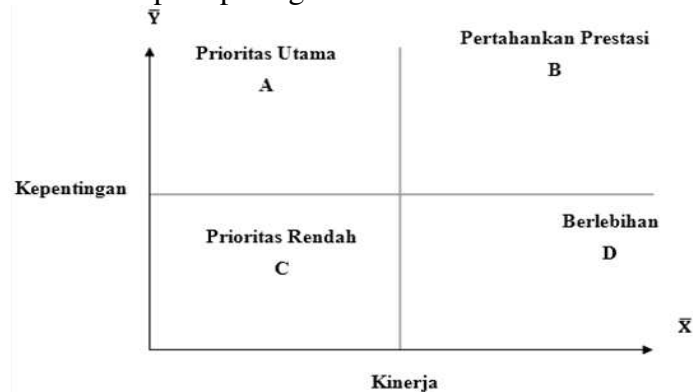 Y̅
Prioritas Utama
A
Pertahankan Prestasi
B
Kepentingan
Prioritas Rendah
C
Berlebihan
D
X̅
Kinerja